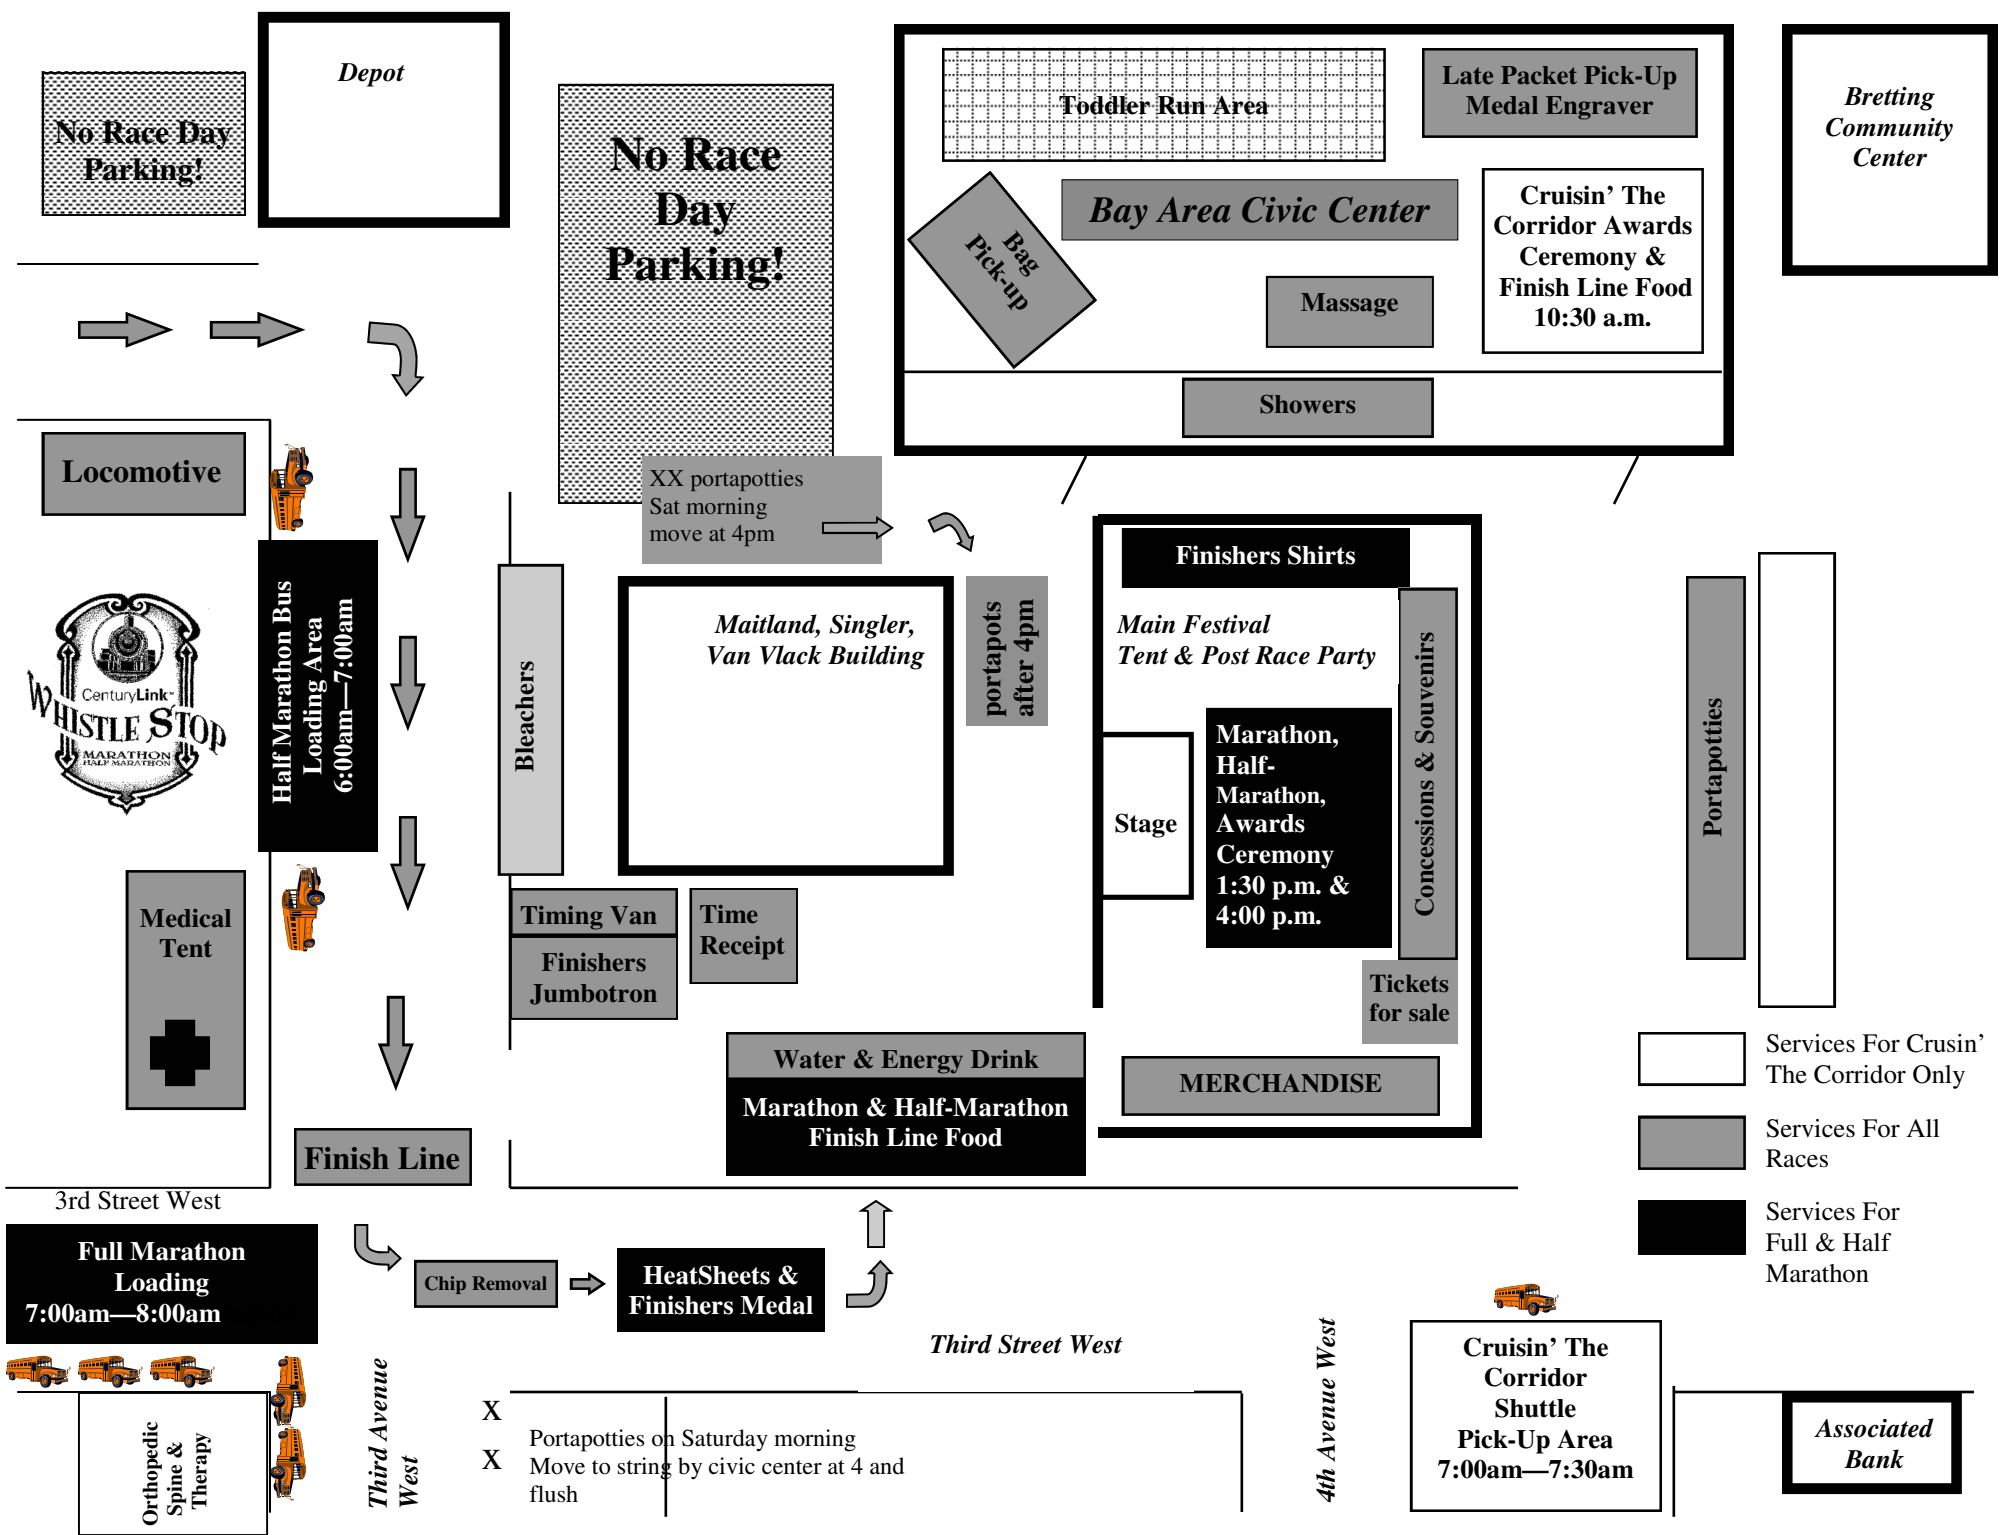 Depot
No Race Day
Parking!
No Race
Day
Parking!
Toddler Run Area
Late Packet Pick-Up
Medal Engraver
Bretting
Community
Center
Bay Area Civic Center
Cruisin’ The
Corridor Awards
Ceremony &
Finish Line Food
10:30 a.m.
Bag
Pick-up
Massage
Showers
Locomotive
XX portapotties
Sat morning
move at 4pm
Half Marathon Bus
Loading Area
6:00am—7:00am
CenturyLink™
WHISTLE STOP
MARATHON
HALF MARATHON
Bleachers
Maitland, Singler,
Van Vlack Building
portapots
after 4pm
Finishers Shirts
Main Festival
Tent & Post Race Party
Stage
Marathon,
Half-
Marathon,
Awards
Ceremony
1:30 p.m. &
4:00 p.m.
Concessions & Souvenirs
Portapotties
Medical
Tent
Timing Van
Finishers
Jumbotron
Time
Receipt
Tickets
for sale
Water & Energy Drink
Marathon & Half-Marathon
Finish Line Food
MERCHANDISE
Services For Crusin’
The Corridor Only
Services For All
Races
Services For
Full & Half
Marathon
Finish Line
3rd Street West
Full Marathon
Loading
7:00am—8:00am
Chip Removal
HeatSheets &
Finishers Medal
Third Street West
Orthopedic
Spine &
Therapy
Third Avenue
West
X
X
Portapotties on Saturday morning
Move to string by civic center at 4 and
flush
4th Avenue West
Cruisin’ The
Corridor
Shuttle
Pick-Up Area
7:00am—7:30am
Associated
Bank